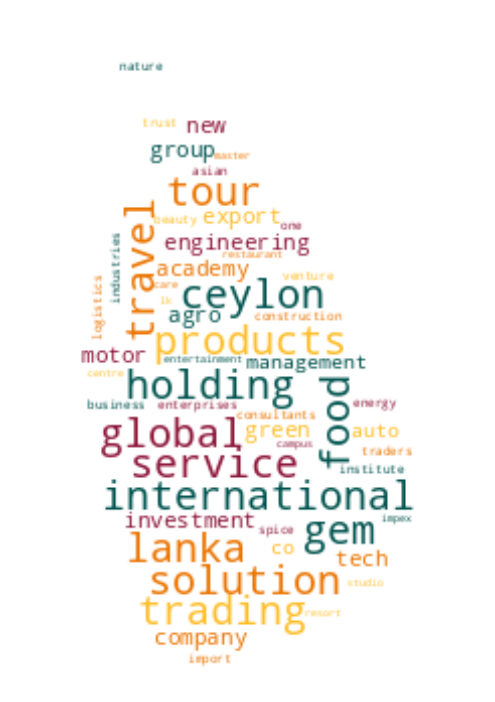 nature
trust new
group master
asian
tour
travel
beauty export one
engineering
restaurant
industries
academy venture
care
logistics
lk ceylon
agro construction
products
motor entertainment management
centre holding
food
business enterprises energy
consultants
global green auto
campus
traders
service institute
international
investment impex
spice gem
lanka co tech
solution studio
trading resort
company
import